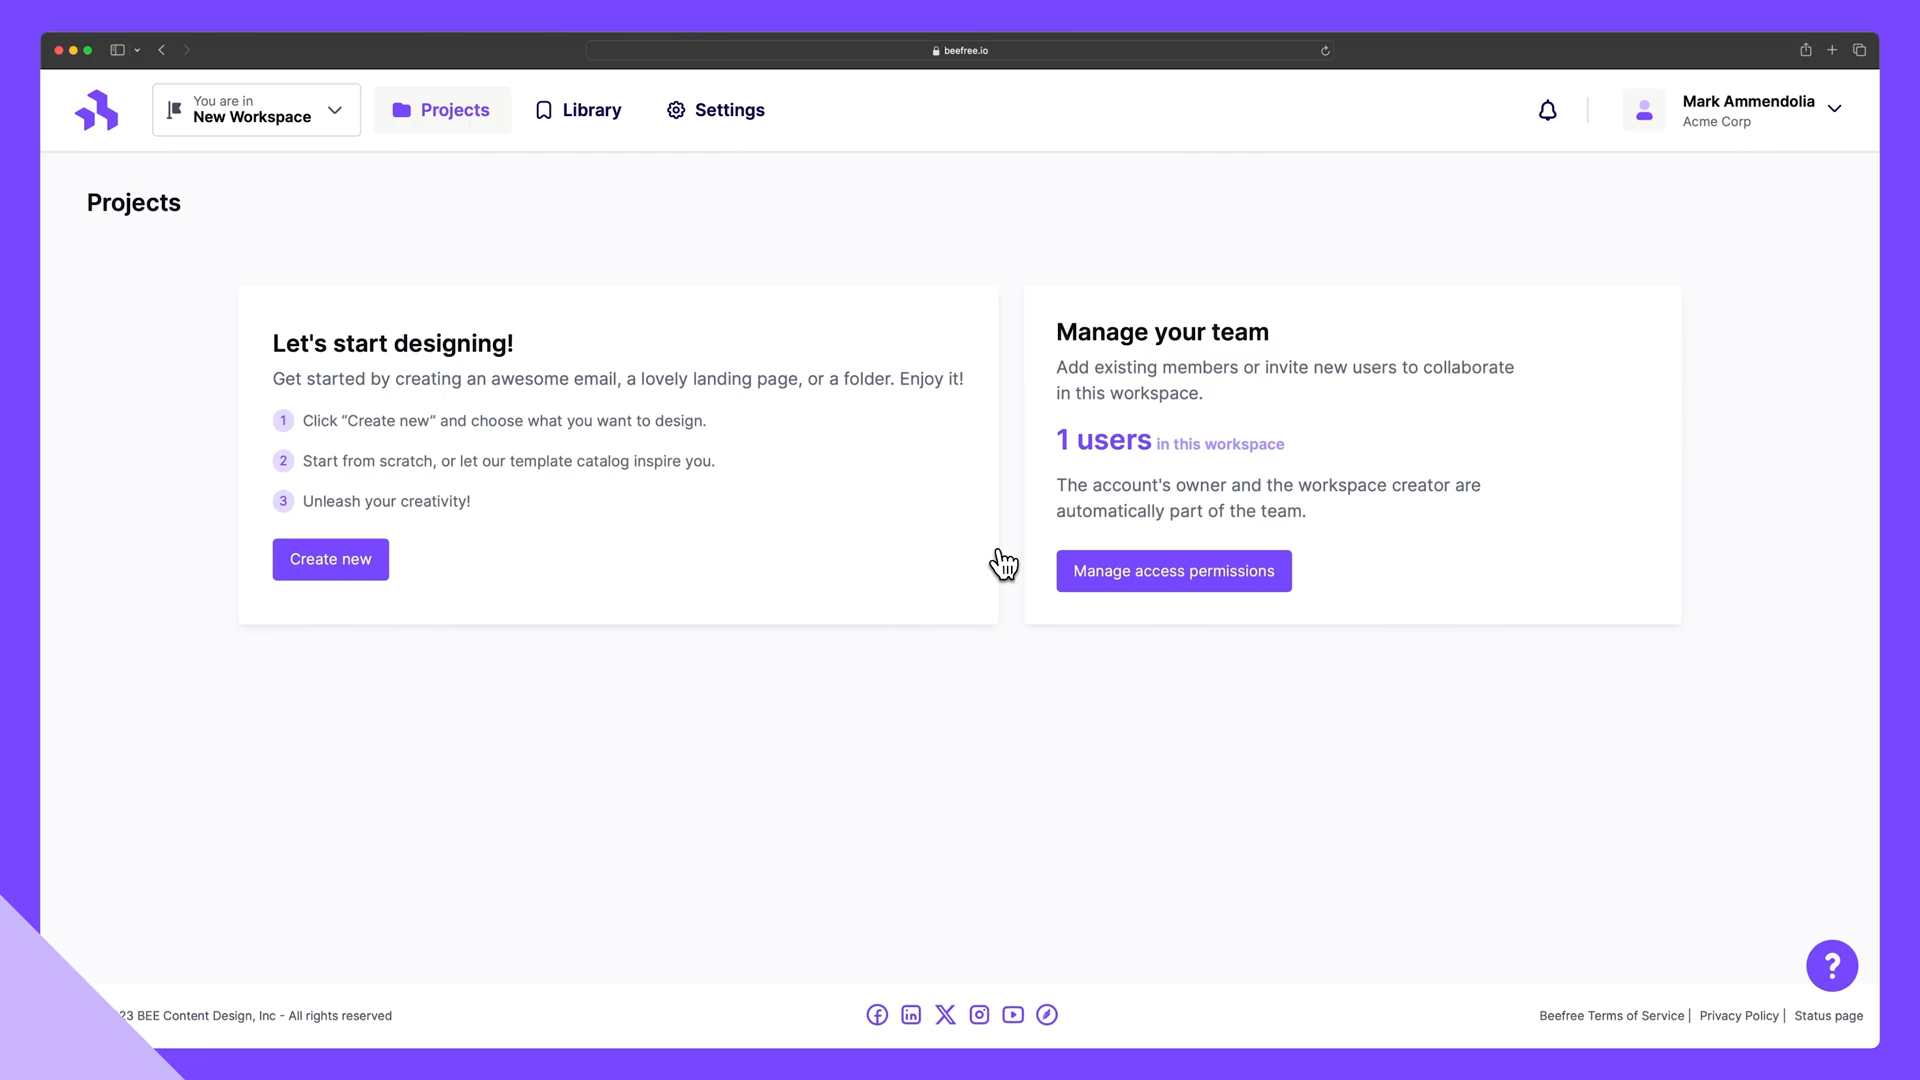 beefree.io
You are in
New Workspace
Projects
Library
Settings
Mark Ammendolia
Acme Corp
Projects
Let's start designing!
Get started by creating an awesome email, a lovely landing page, or a folder. Enjoy it!
1 Click “Create new” and choose what you want to design.
2 Start from scratch, or let our template catalog inspire you.
3 Unleash your creativity!
Create new
Manage your team
Add existing members or invite new users to collaborate
in this workspace.
1 users in this workspace
The account's owner and the workspace creator are
automatically part of the team.
Manage access permissions
?
23 BEE Content Design, Inc - All rights reserved
Beefree Terms of Service | Privacy Policy | Status page